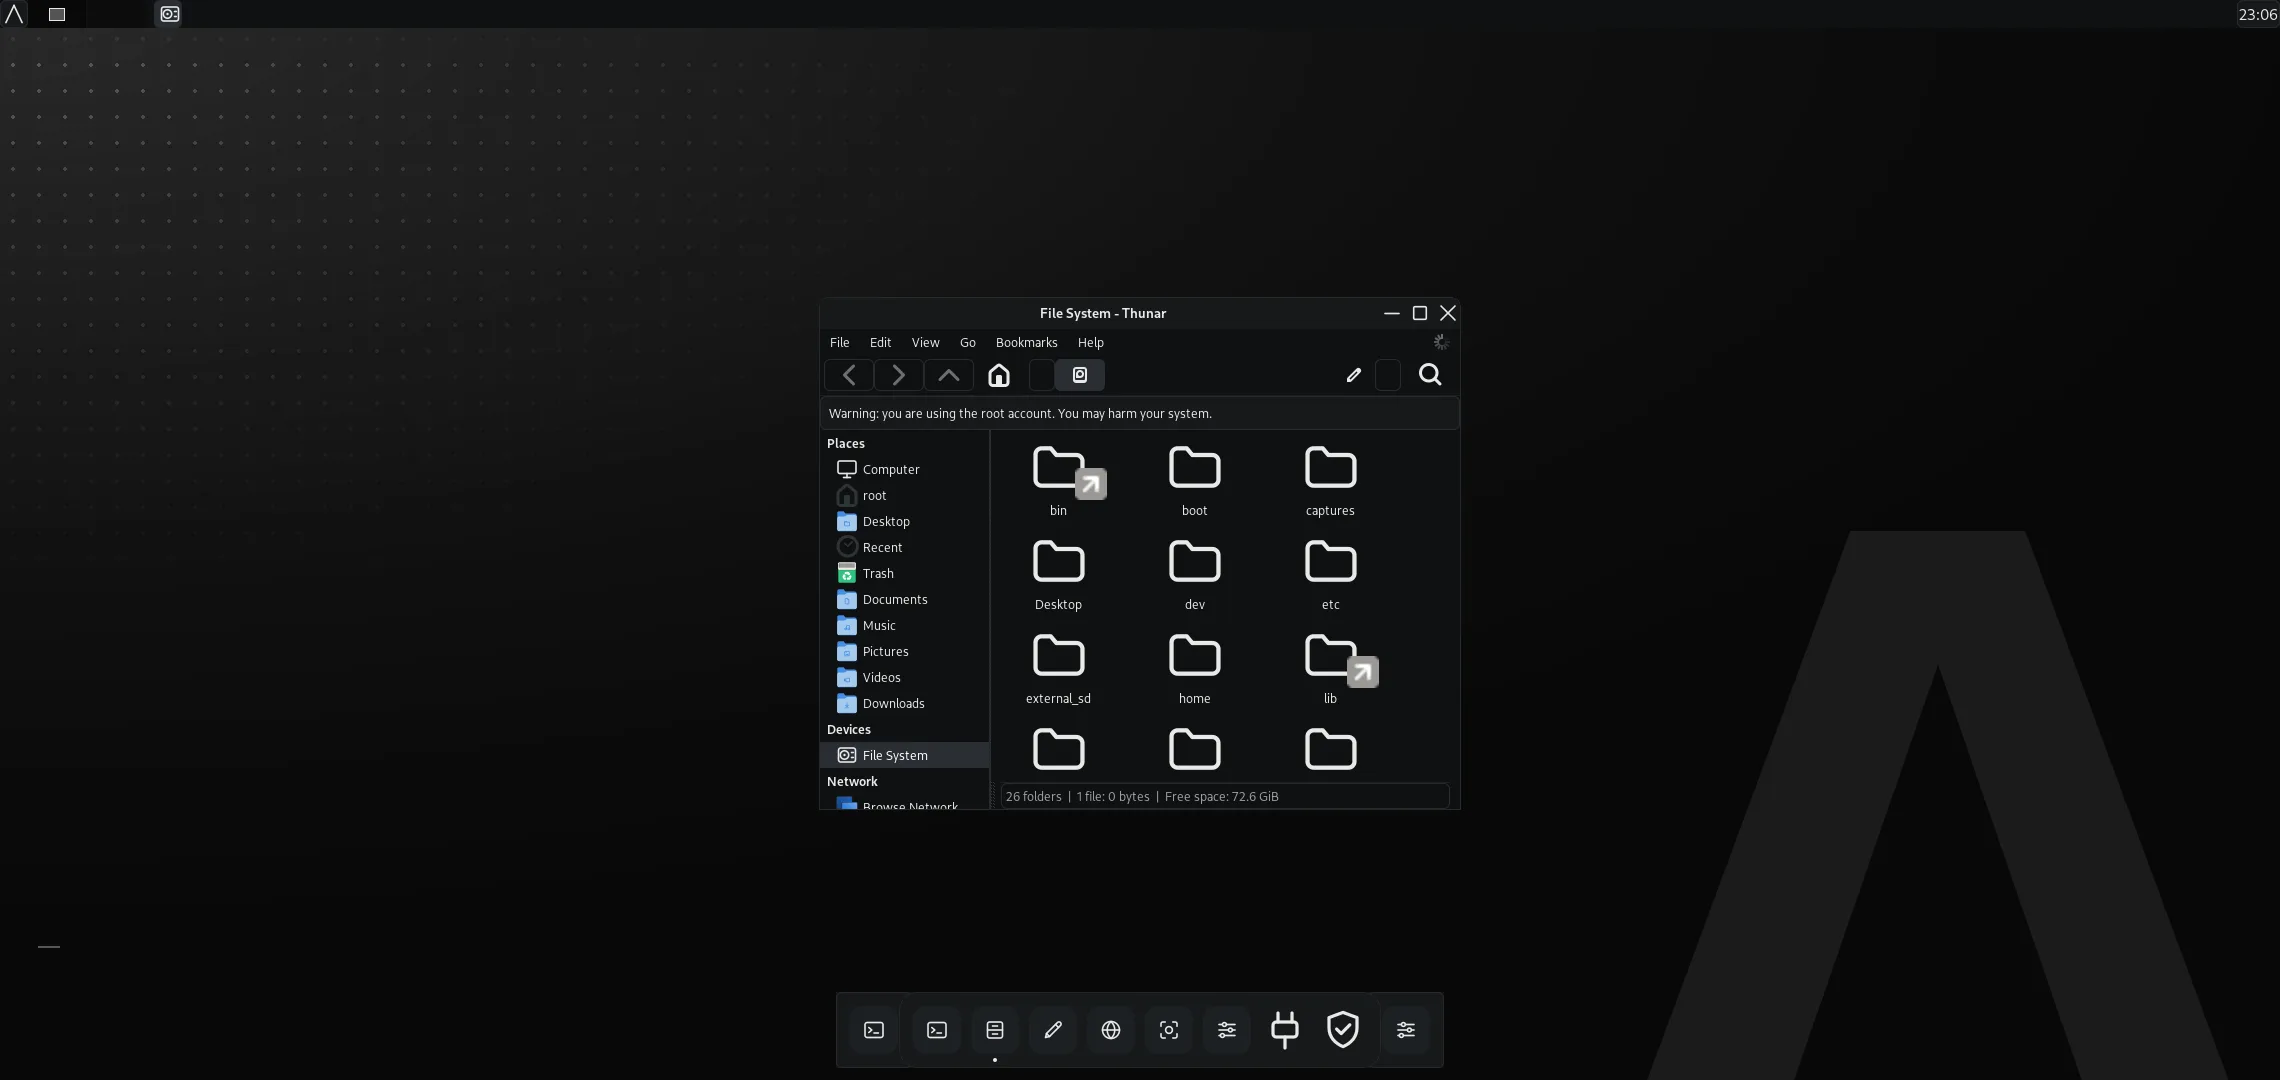 23:06
File System - Thunar
File Edit View Go Bookmarks Help
Warning: you are using the root account. You may harm your system.
Places
Computer
root
Desktop
Recent
Trash
Documents
Music
Pictures
Videos
Downloads
Devices
File System
Network
Browse Network
bin boot captures
Desktop dev etc
external_sd home lib
26 folders | 1 file: 0 bytes | Free space: 72.6 GiB